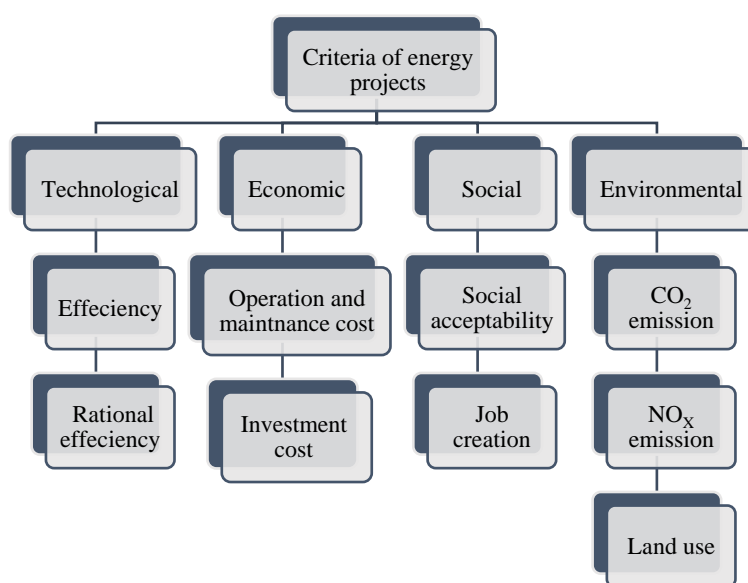 Criteria of energy
projects
Technological
Economic
Social
Environmental
Effeciency
Operation and
maintnance cost
Social
acceptability
CO₂
emission
Rational
effeciency
Investment
cost
Job
creation
NOₓ
emission
Land use